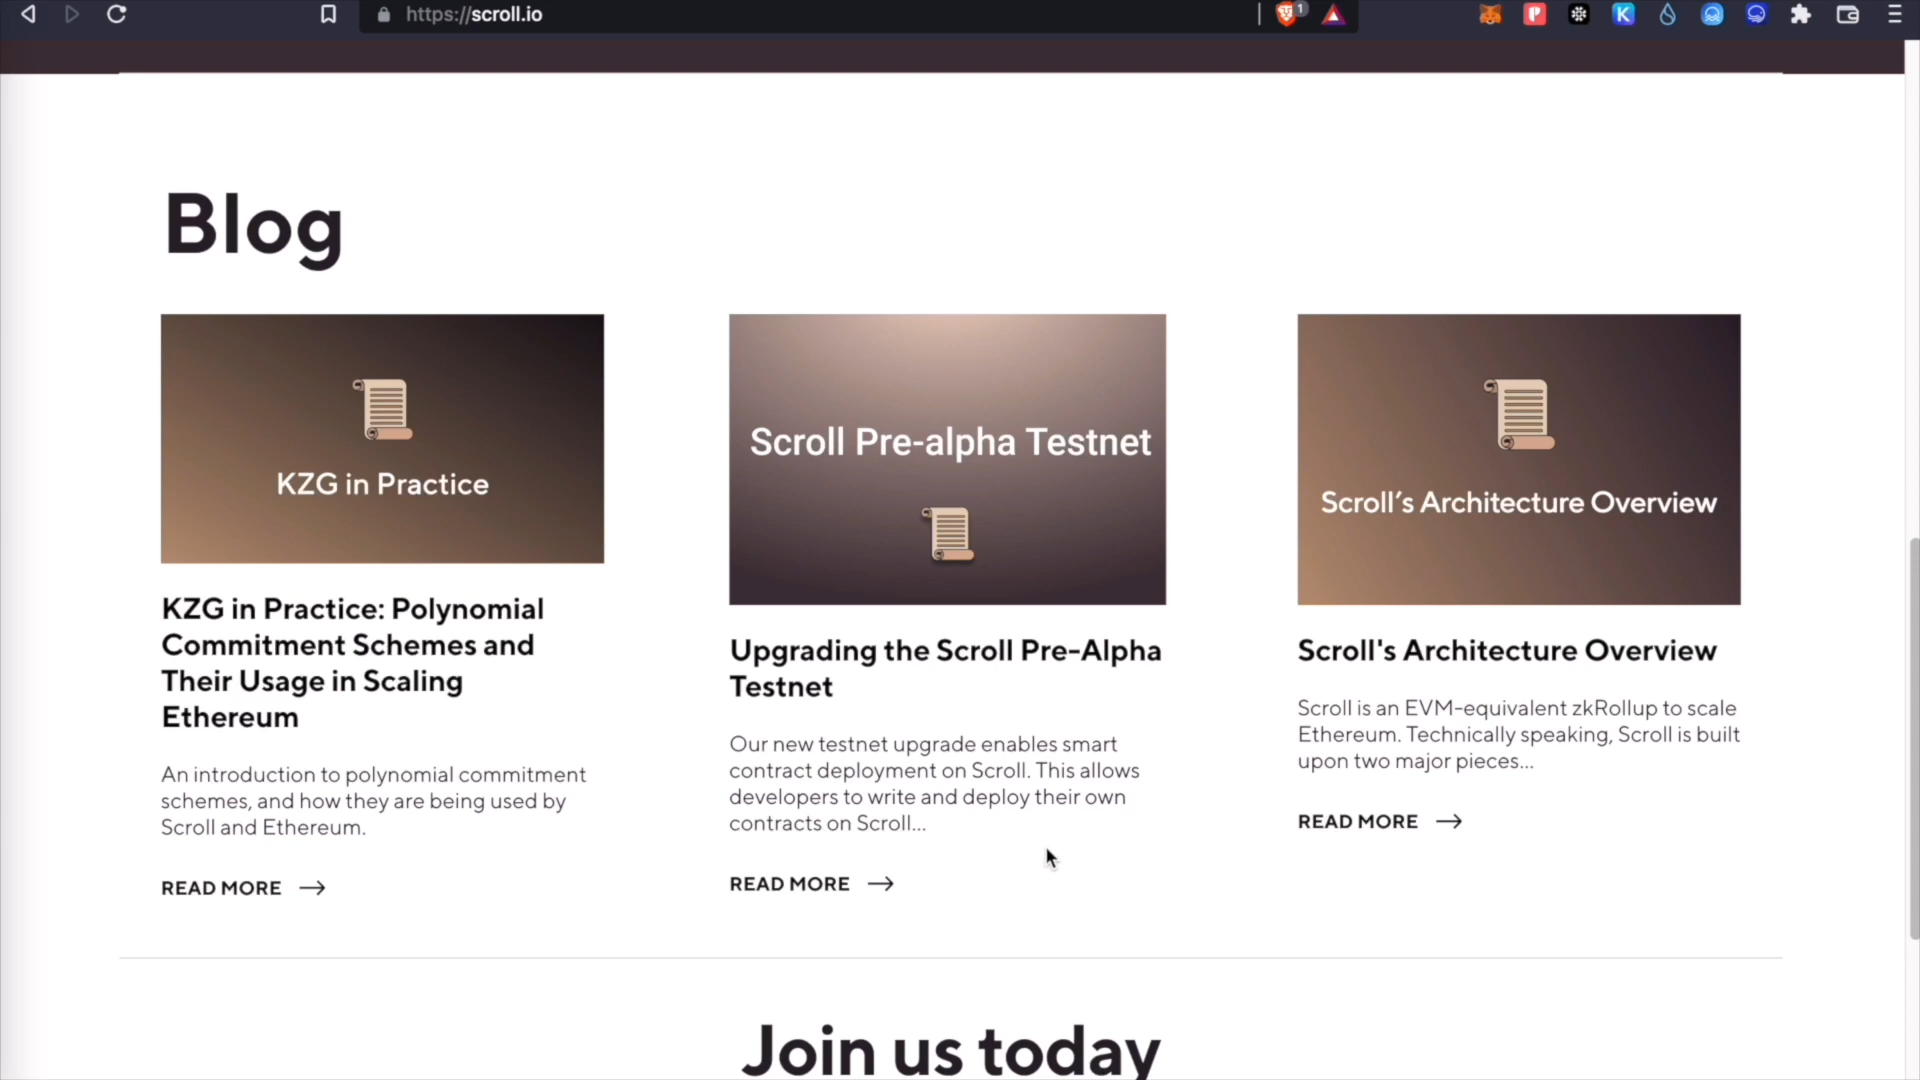 https://scroll.io
1
Blog
KZG in Practice
Scroll Pre-alpha Testnet
Scroll’s Architecture Overview
KZG in Practice: Polynomial
Commitment Schemes and
Their Usage in Scaling
Ethereum
An introduction to polynomial commitment
schemes, and how they are being used by
Scroll and Ethereum.
READ MORE
Upgrading the Scroll Pre-Alpha
Testnet
Our new testnet upgrade enables smart
contract deployment on Scroll. This allows
developers to write and deploy their own
contracts on Scroll...
READ MORE
Scroll's Architecture Overview
Scroll is an EVM-equivalent zkRollup to scale
Ethereum. Technically speaking, Scroll is built
upon two major pieces...
READ MORE
Join us today